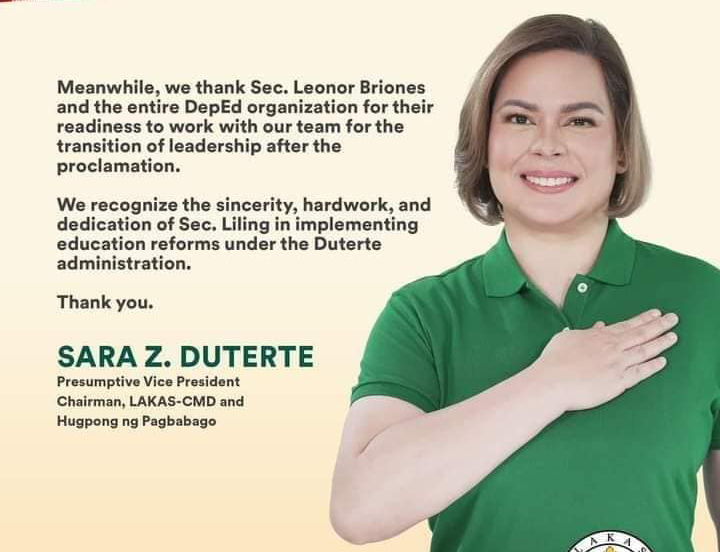 Meanwhile, we thank Sec. Leonor Briones
and the entire DepEd organization for their
readiness to work with our team for the
transition of leadership after the
proclamation.
We recognize the sincerity, hardwork, and
dedication of Sec. Liling in implementing
education reforms under the Duterte
administration.
Thank you.
SARA Z. DUTERTE
Presumptive Vice President
Chairman, LAKAS-CMD and
Hugpong ng Pagbabago
LAKAS